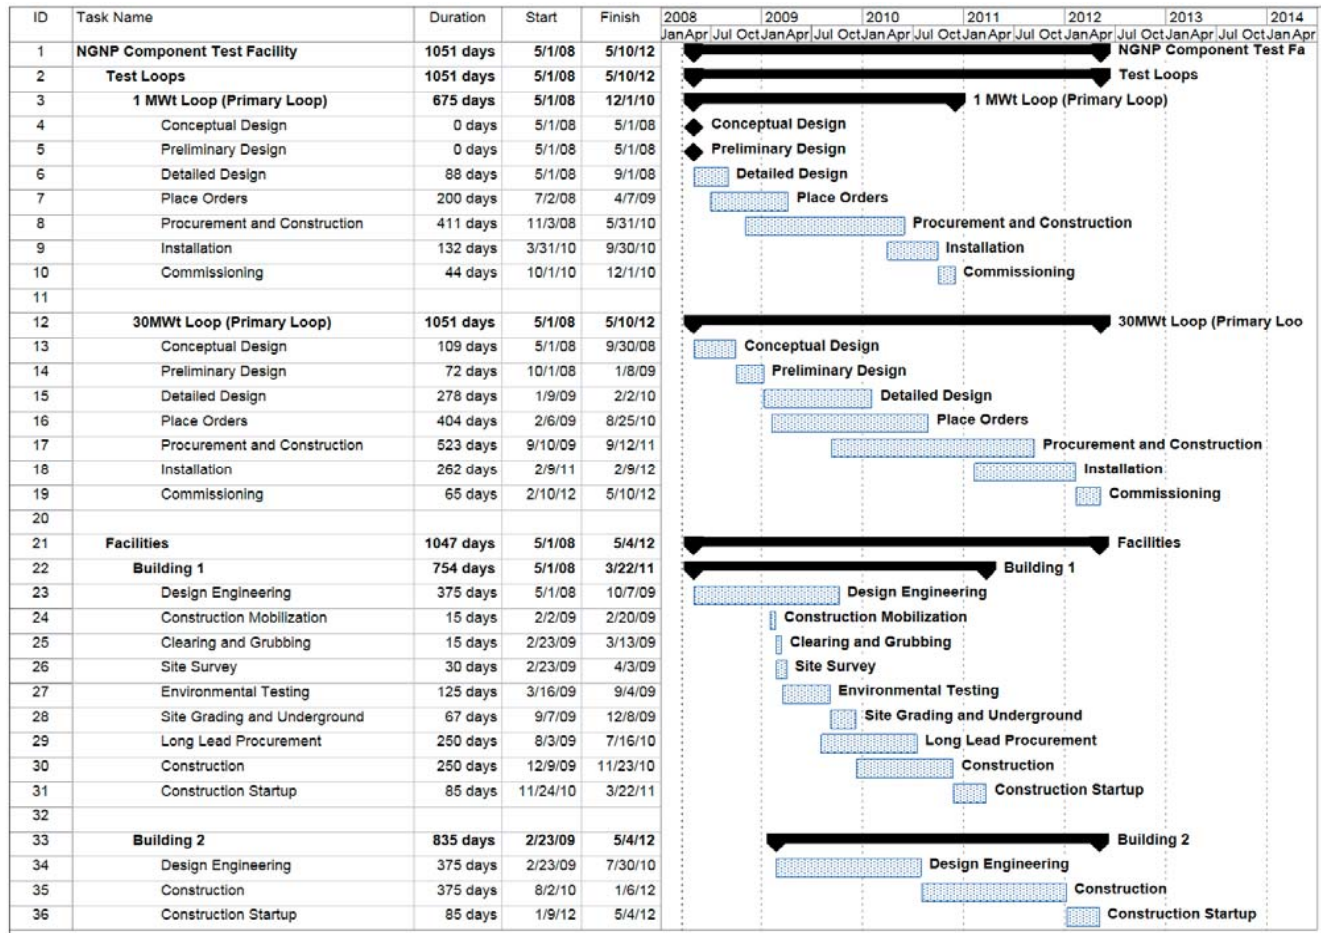 ID Task Name Duration Start Finish 2008 2009 2010 2011 2012 2013 2014
Jan Apr Jul Oct Jan Apr Jul Oct Jan Apr Jul Oct Jan Apr Jul Oct Jan Apr Jul Oct Jan Apr Jul Oct Jan Apr
1 NGNP Component Test Facility 1051 days 5/1/08 5/10/12 NGNP Component Test Fa
2 Test Loops 1051 days 5/1/08 5/10/12 Test Loops
3 1 MWt Loop (Primary Loop) 675 days 5/1/08 12/1/10 1 MWt Loop (Primary Loop)
4 Conceptual Design 0 days 5/1/08 5/1/08 Conceptual Design
5 Preliminary Design 0 days 5/1/08 5/1/08 Preliminary Design
6 Detailed Design 88 days 5/1/08 9/1/08 Detailed Design
7 Place Orders 200 days 7/2/08 4/7/09 Place Orders
8 Procurement and Construction 411 days 11/3/08 5/31/10 Procurement and Construction
9 Installation 132 days 3/31/10 9/30/10 Installation
10 Commissioning 44 days 10/1/10 12/1/10 Commissioning
11
12 30MWt Loop (Primary Loop) 1051 days 5/1/08 5/10/12 30MWt Loop (Primary Loo
13 Conceptual Design 109 days 5/1/08 9/30/08 Conceptual Design
14 Preliminary Design 72 days 10/1/08 1/8/09 Preliminary Design
15 Detailed Design 278 days 1/9/09 2/2/10 Detailed Design
16 Place Orders 404 days 2/6/09 8/25/10 Place Orders
17 Procurement and Construction 523 days 9/10/09 9/12/11 Procurement and Construction
18 Installation 262 days 2/9/11 2/9/12 Installation
19 Commissioning 65 days 2/10/12 5/10/12 Commissioning
20
21 Facilities 1047 days 5/1/08 5/4/12 Facilities
22 Building 1 754 days 5/1/08 3/22/11 Building 1
23 Design Engineering 375 days 5/1/08 10/7/09 Design Engineering
24 Construction Mobilization 15 days 2/2/09 2/20/09 Construction Mobilization
25 Clearing and Grubbing 15 days 2/23/09 3/13/09 Clearing and Grubbing
26 Site Survey 30 days 2/23/09 4/3/09 Site Survey
27 Environmental Testing 125 days 3/16/09 9/4/09 Environmental Testing
28 Site Grading and Underground 67 days 9/7/09 12/8/09 Site Grading and Underground
29 Long Lead Procurement 250 days 8/3/09 7/16/10 Long Lead Procurement
30 Construction 250 days 12/9/09 11/23/10 Construction
31 Construction Startup 85 days 11/24/10 3/22/11 Construction Startup
32
33 Building 2 835 days 2/23/09 5/4/12 Building 2
34 Design Engineering 375 days 2/23/09 7/30/10 Design Engineering
35 Construction 375 days 8/2/10 1/6/12 Construction
36 Construction Startup 85 days 1/9/12 5/4/12 Construction Startup